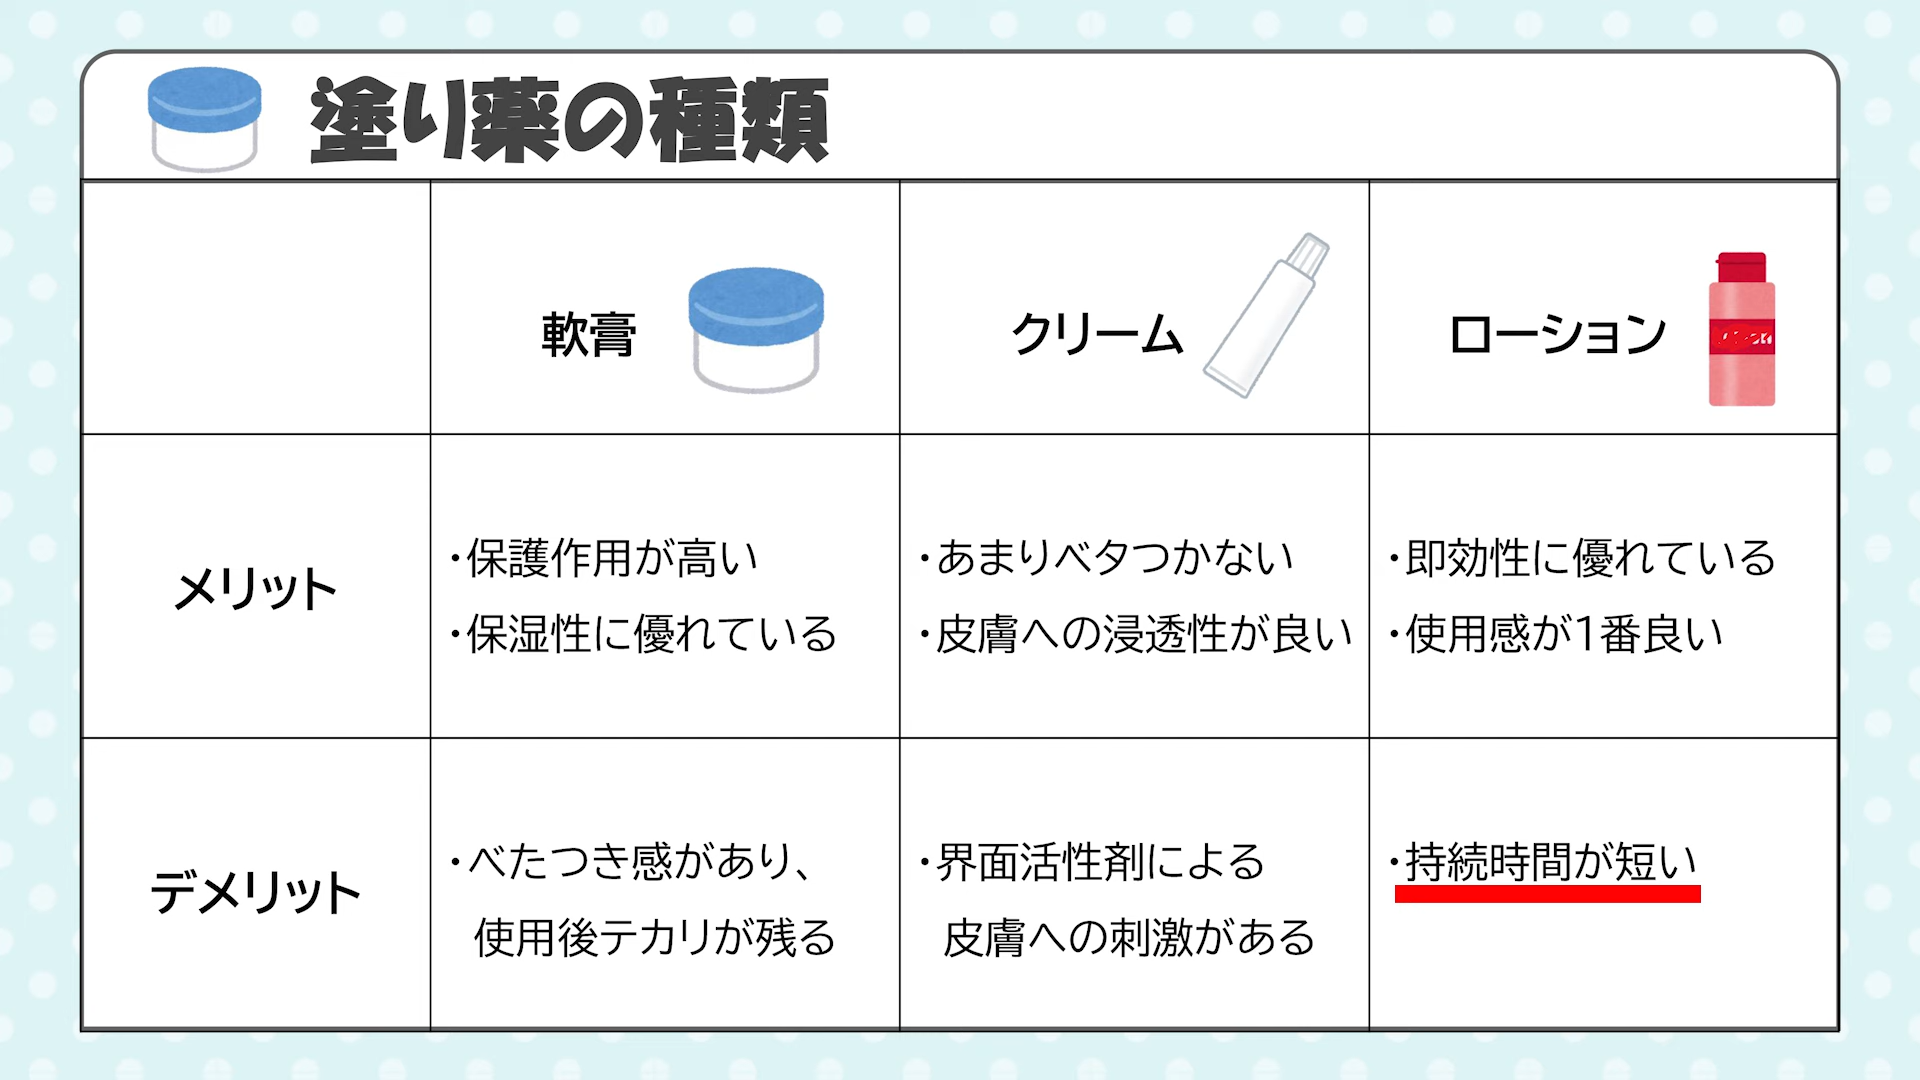 塗り薬の種類
軟膏
クリーム
ローション
メリット
・保護作用が高い
・保湿性に優れている
・あまりベタつかない
・皮膚への浸透性が良い
・即効性に優れている
・使用感が1番良い
デメリット
・べたつき感があり、
使用後テカリが残る
・界面活性剤による
皮膚への刺激がある
・持続時間が短い